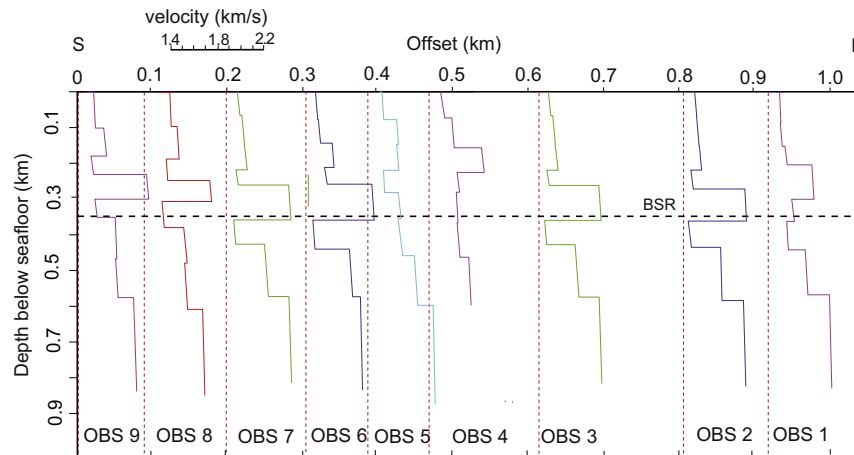 velocity (km/s)
1.4 1.8 2.2
S Offset (km)
0 0.1 0.2 0.3 0.4 0.5 0.6 0.7 0.8 0.9 1.0
Depth below seafloor (km)
0.1
0.3
BSR
0.5
0.7
0.9
OBS 9 OBS 8 OBS 7 OBS 6 OBS 5 OBS 4 OBS 3 OBS 2 OBS 1